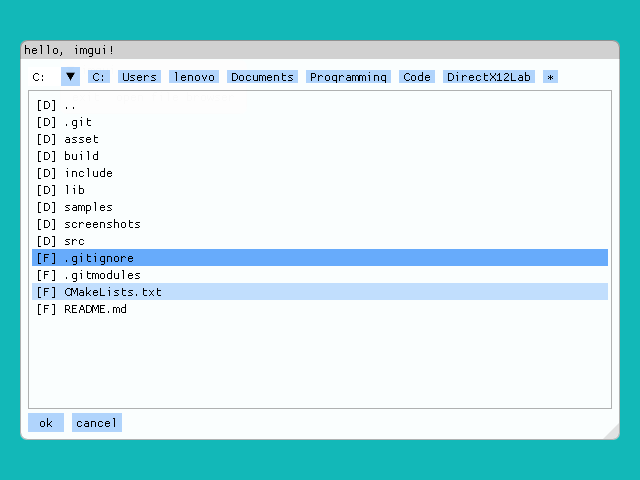 hello, imgui!
C: ▼ C: Users lenovo Documents Programming Code DirectX12Lab *
[D] ..
[D] .git
[D] asset
[D] build
[D] include
[D] lib
[D] samples
[D] screenshots
[D] src
[F] .gitignore
[F] .gitmodules
[F] CMakeLists.txt
[F] README.md
ok cancel